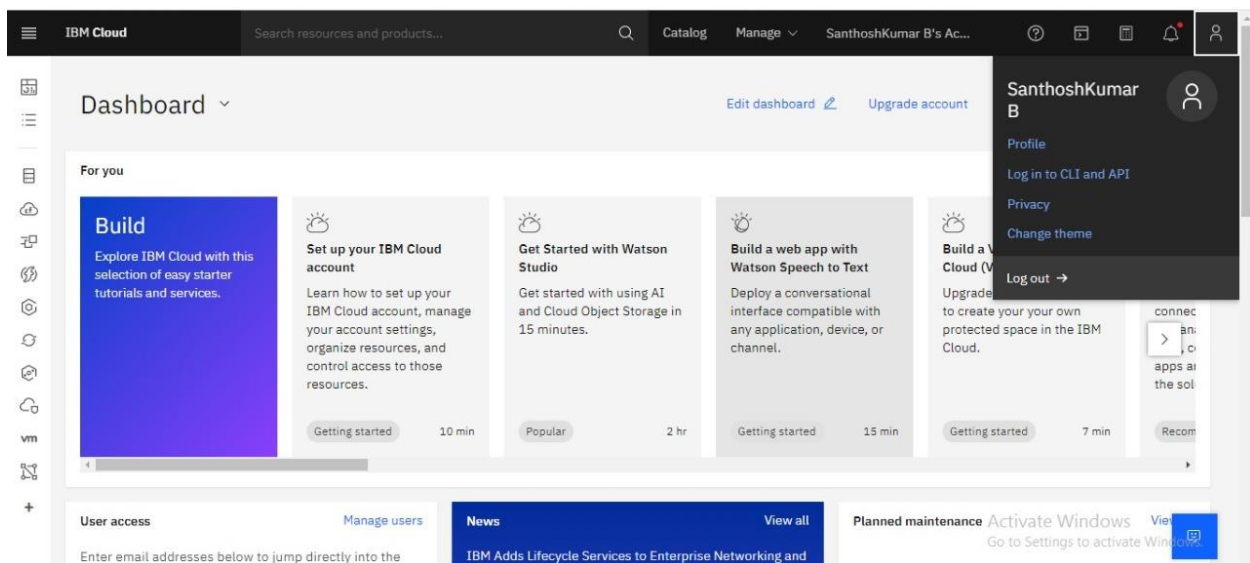 IBM Cloud
Search resources and products...
Catalog
Manage
SanthoshKumar B's Ac...
SanthoshKumar
B
Profile
Log in to CLI and API
Privacy
Change theme
Log out →
Dashboard
Edit dashboard
Upgrade account
For you
Build
Explore IBM Cloud with this
selection of easy starter
tutorials and services.
Set up your IBM Cloud
account
Learn how to set up your
IBM Cloud account, manage
your account settings,
organize resources, and
control access to those
resources.
Getting started
10 min
Get Started with Watson
Studio
Get started with using AI
and Cloud Object Storage in
15 minutes.
Popular
2 hr
Build a web app with
Watson Speech to Text
Deploy a conversational
interface compatible with
any application, device, or
channel.
Getting started
15 min
Build a V
Cloud (V
Upgrade
to create your your own
protected space in the IBM
Cloud.
Getting started
7 min
connec
apps a
the sol
Recom
vm
User access
Manage users
Enter email addresses below to jump directly into the
News
View all
IBM Adds Lifecycle Services to Enterprise Networking and
Planned maintenance
Activate Windows
Go to Settings to activate Windows.